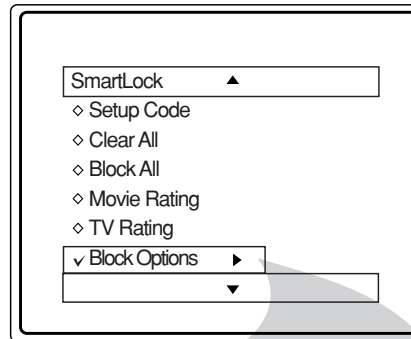 SmartLock ▲
◇ Setup Code
◇ Clear All
◇ Block All
◇ Movie Rating
◇ TV Rating
✓ Block Options ▶
▼